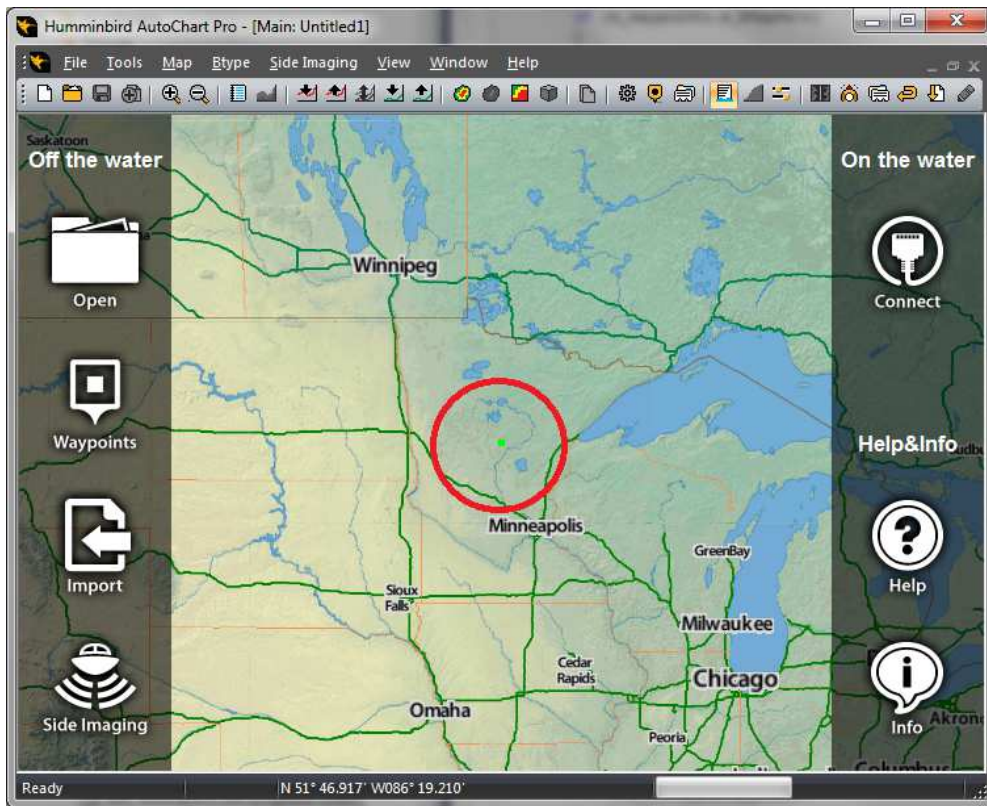 Humminbird AutoChart Pro - [Main: Untitled1]
File Tools Map Btype Side Imaging View Window Help
Saskatoon
Off the water
On the water
Winnipeg
Open
Connect
Waypoints
Help&Info
Minneapolis
GreenBay
Import
Help
Sioux
Falls
Milwaukee
Cedar
Rapids
Chicago
Omaha
Side Imaging
Info
Akron
Peoria
Columbus
Ready
N 51° 46.917' W086° 19.210'